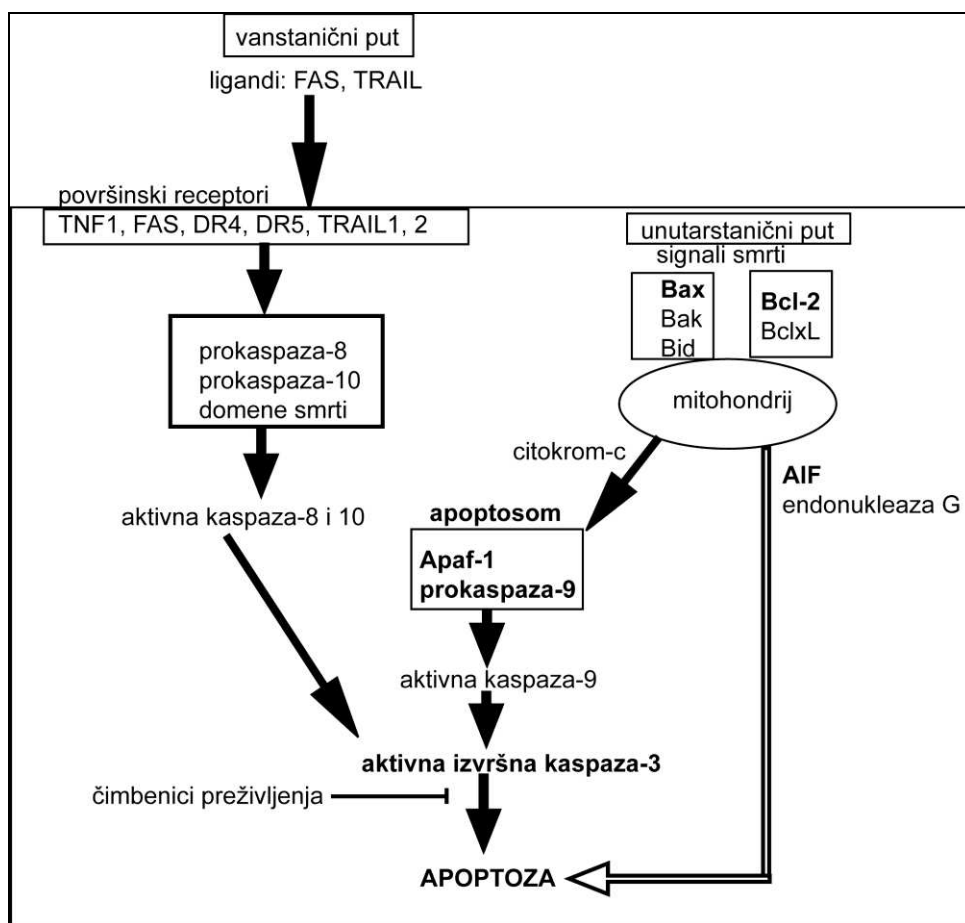 vanstanični put
ligandi: FAS, TRAIL
površinski receptori
TNF1, FAS, DR4, DR5, TRAIL1, 2
unutarstanični put
signali smrti
Bax
Bak
Bid
Bcl-2
BclxL
prokaspaza-8
prokaspaza-10
domene smrti
mitohondrij
citokrom-c
AIF
endonukleaza G
aktivna kaspaza-8 i 10
apoptosom
Apaf-1
prokaspaza-9
aktivna kaspaza-9
aktivna izvršna kaspaza-3
čimbenici preživljenja
APOPTOZA